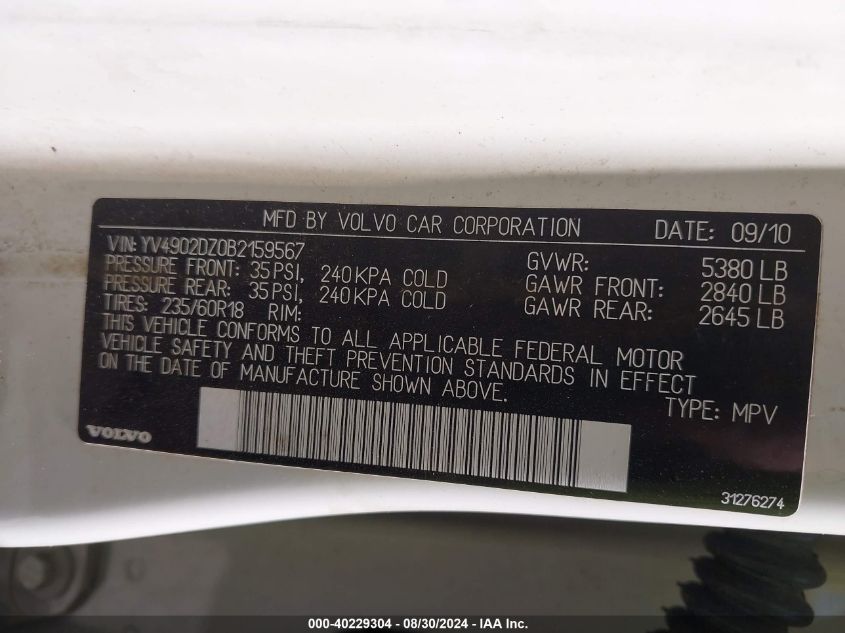 MFD BY VOLVO CAR CORPORATION DATE: 09/10
VIN: YV4902DZ0B2159567
PRESSURE FRONT: 35PSI, 240KPA COLD
PRESSURE REAR: 35PSI, 240KPA COLD
TIRES: 235/60R18 RIM:
GVWR: 5380 LB
GAWR FRONT: 2840 LB
GAWR REAR: 2645 LB
THIS VEHICLE CONFORMS TO ALL APPLICABLE FEDERAL MOTOR
VEHICLE SAFETY AND THEFT PREVENTION STANDARDS IN EFFECT
ON THE DATE OF MANUFACTURE SHOWN ABOVE.
TYPE: MPV
VOLVO
31276274
000-40229304 - 08/30/2024 - IAA Inc.